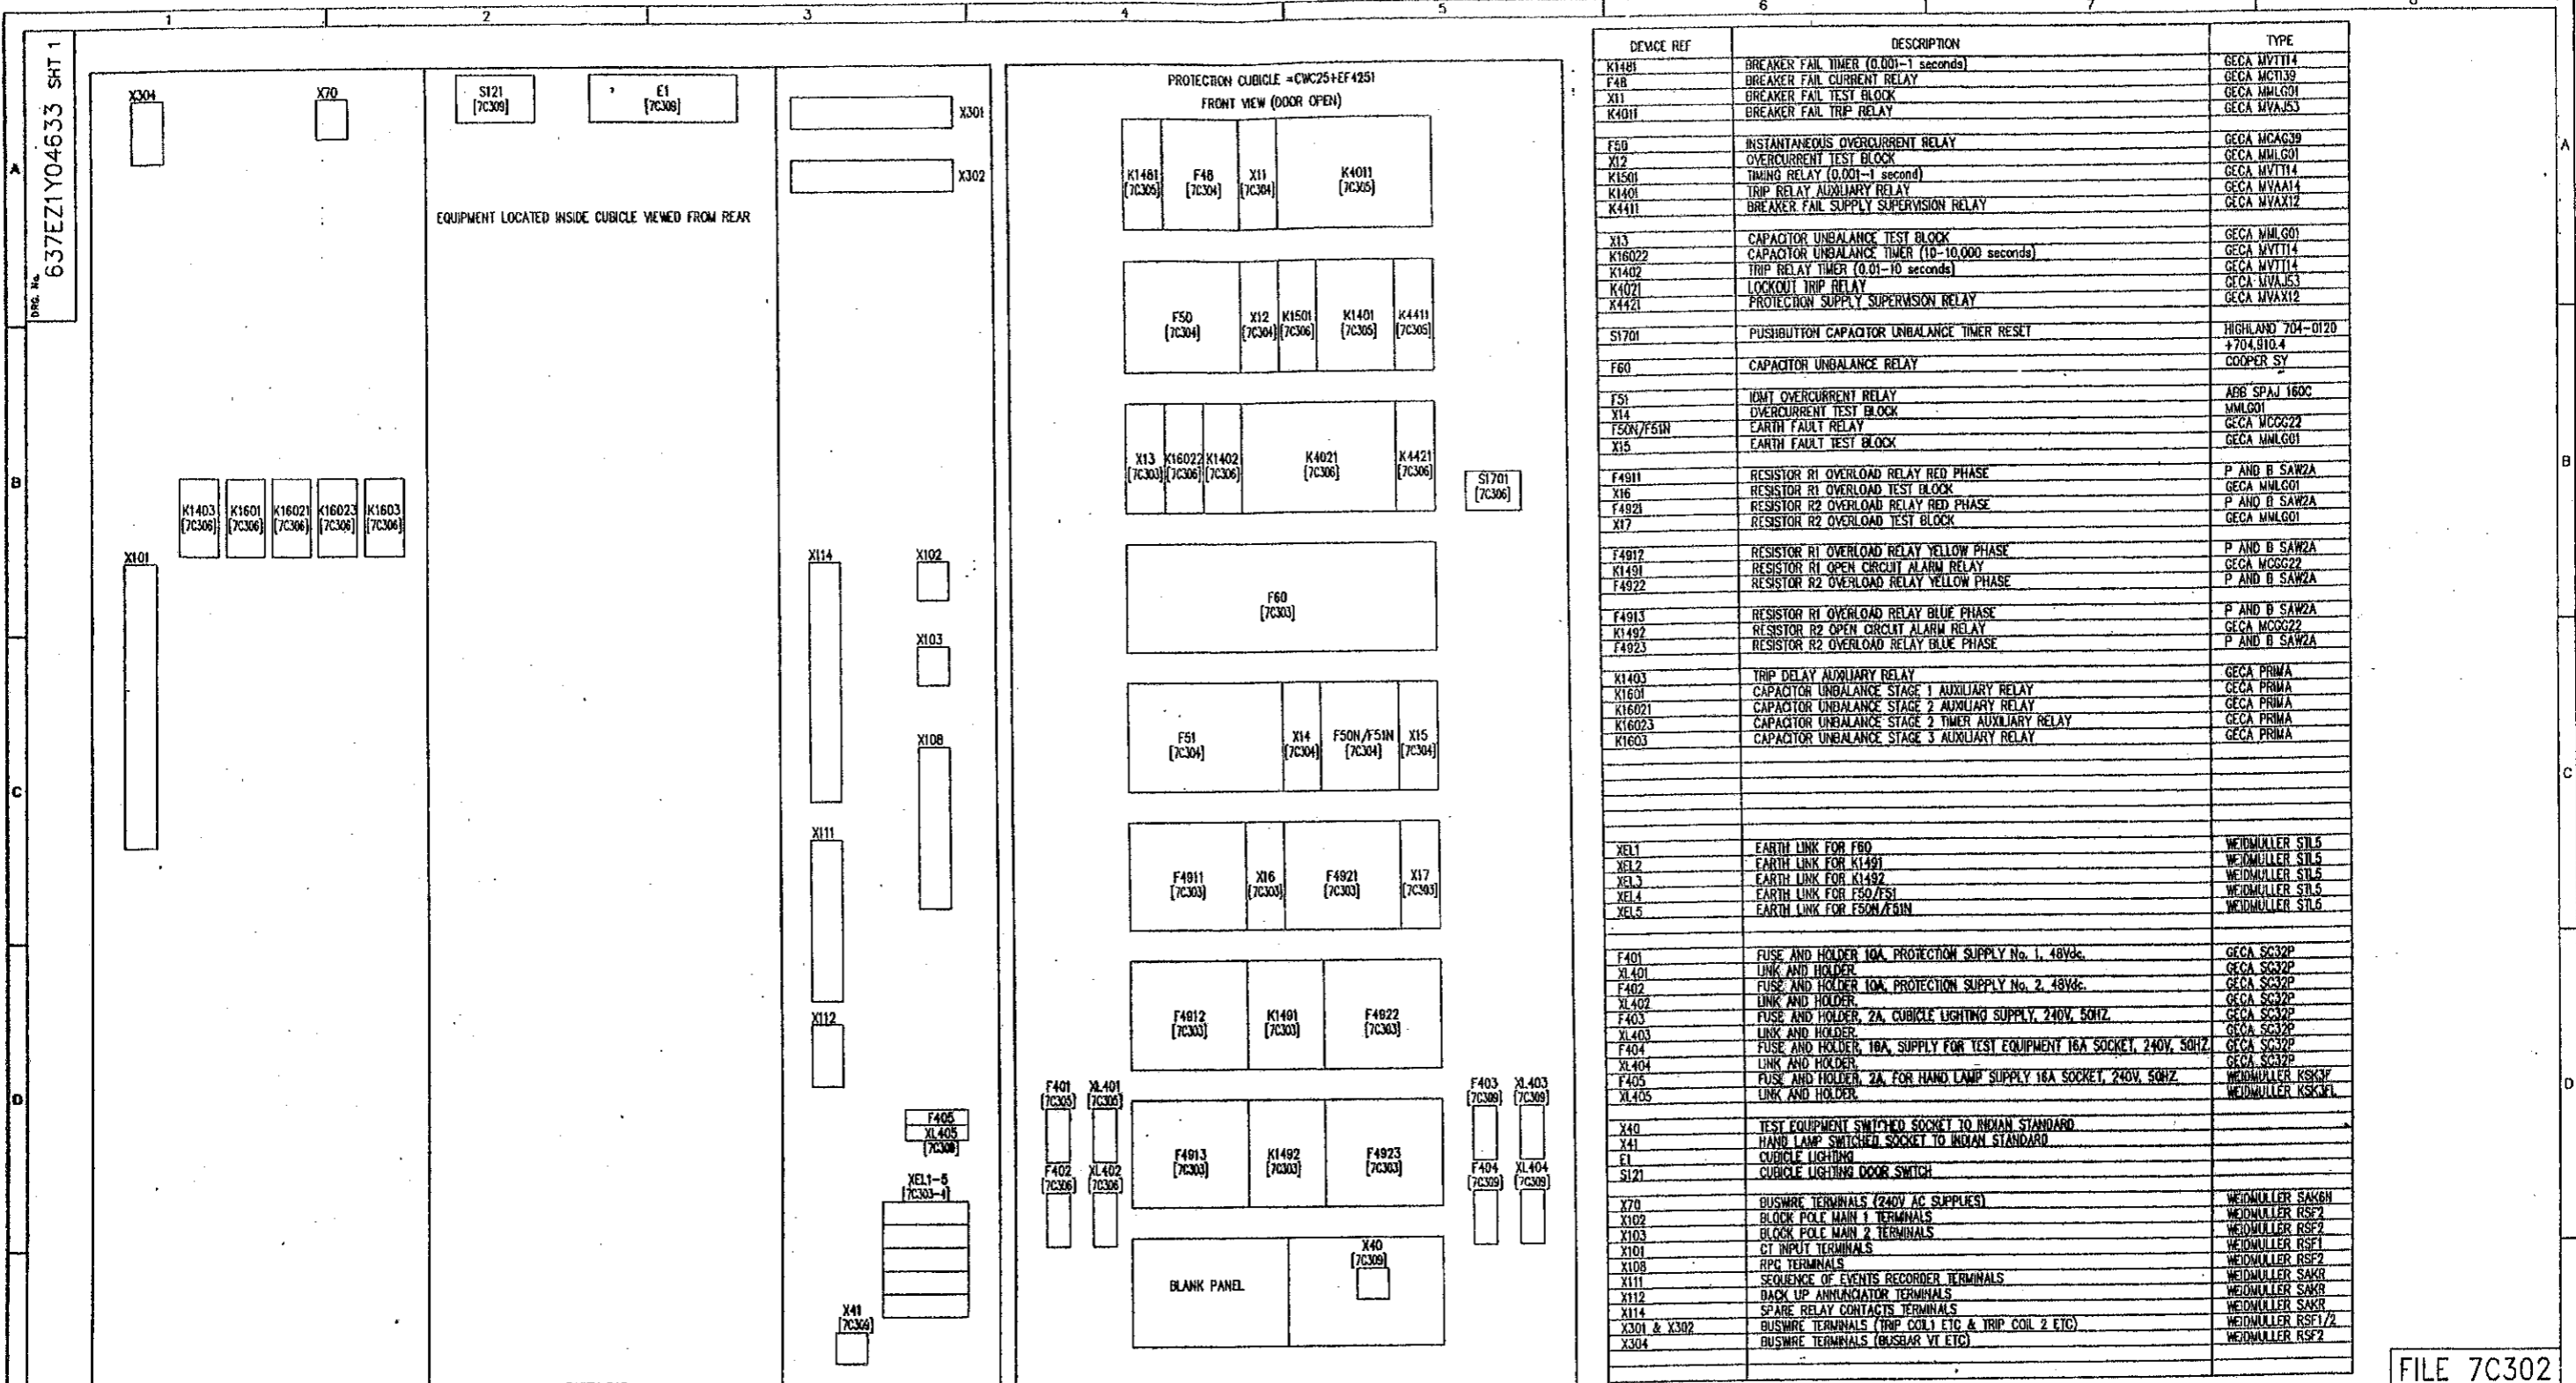 1 2 3 4 5 6 7
DRG. No. 637EZ1Y04633 SHT 1
A
B
C
D
X304
X70
S121
[7C309]
E1
[7C309]
X301
X302
EQUIPMENT LOCATED INSIDE CUBICLE VIEWED FROM REAR
K1403 K1601 K16021 K16023 K1603
[7C306] [7C306] [7C306] [7C306] [7C306]
X101
X114
X102
X103
X108
X111
X112
F405
XL405
[7C309]
XEL1-5
[7C303-4]
X41
[7C309]
PROTECTION CUBICLE =CWC25+EF4251
FRONT VIEW (DOOR OPEN)
K1481 F48 X11 K4011
[7C305] [7C304] [7C304] [7C305]
F50 X12 K1501 K1401 K4411
[7C304] [7C304] [7C306] [7C305] [7C305]
X13 K16022 K1402 K4021 K4421
[7C303] [7C306] [7C306] [7C306] [7C306]
S1701
[7C306]
F60
[7C303]
F51 X14 F50N/F51N X15
[7C304] [7C304] [7C304] [7C304]
F4911 X16 F4921 X17
[7C303] [7C303] [7C303] [7C303]
F4912 K1491 F4922
[7C303] [7C303] [7C303]
F401 XL401
[7C305] [7C305]
F402 XL402
[7C306] [7C306]
F4913 K1492 F4923
[7C303] [7C303] [7C303]
F403 XL403
[7C309] [7C309]
F404 XL404
[7C309] [7C309]
BLANK PANEL
X40
[7C309]
DEVICE REF DESCRIPTION TYPE
K1481 BREAKER FAIL TIMER (0.001-1 seconds) GECA MVTT14
F48 BREAKER FAIL CURRENT RELAY GECA MCTI39
X11 BREAKER FAIL TEST BLOCK GECA MMLG01
K4011 BREAKER FAIL TRIP RELAY GECA MVAJ53
F50 INSTANTANEOUS OVERCURRENT RELAY GECA MCAG39
X12 OVERCURRENT TEST BLOCK GECA MMLG01
K1501 TIMING RELAY (0.001-1 second) GECA MVTT14
K1401 TRIP RELAY AUXILIARY RELAY GECA MVAA14
K4411 BREAKER FAIL SUPPLY SUPERVISION RELAY GECA MVAX12
X13 CAPACITOR UNBALANCE TEST BLOCK GECA MMLG01
K16022 CAPACITOR UNBALANCE TIMER (10-10,000 seconds) GECA MVTT14
K1402 TRIP RELAY TIMER (0.01-10 seconds) GECA MVTT14
K4021 LOCKOUT TRIP RELAY GECA MVAJ53
K4421 PROTECTION SUPPLY SUPERVISION RELAY GECA MVAX12
S1701 PUSHBUTTON CAPACITOR UNBALANCE TIMER RESET HIGHLAND 704-0120
+704.910.4
F60 CAPACITOR UNBALANCE RELAY COOPER SY
F51 IDMT OVERCURRENT RELAY ABB SPAJ 160C
X14 OVERCURRENT TEST BLOCK MMLG01
F50N/F51N EARTH FAULT RELAY GECA MCGG22
X15 EARTH FAULT TEST BLOCK GECA MMLG01
F4911 RESISTOR R1 OVERLOAD RELAY RED PHASE P AND B SAW2A
X16 RESISTOR R1 OVERLOAD TEST BLOCK GECA MMLG01
F4921 RESISTOR R2 OVERLOAD RELAY RED PHASE P AND B SAW2A
X17 RESISTOR R2 OVERLOAD TEST BLOCK GECA MMLG01
F4912 RESISTOR R1 OVERLOAD RELAY YELLOW PHASE P AND B SAW2A
K1491 RESISTOR R1 OPEN CIRCUIT ALARM RELAY GECA MCGG22
F4922 RESISTOR R2 OVERLOAD RELAY YELLOW PHASE P AND B SAW2A
F4913 RESISTOR R1 OVERLOAD RELAY BLUE PHASE P AND B SAW2A
K1492 RESISTOR R2 OPEN CIRCUIT ALARM RELAY GECA MCGG22
F4923 RESISTOR R2 OVERLOAD RELAY BLUE PHASE P AND B SAW2A
K1403 TRIP DELAY AUXILIARY RELAY GECA PRIMA
K1601 CAPACITOR UNBALANCE STAGE 1 AUXILIARY RELAY GECA PRIMA
K16021 CAPACITOR UNBALANCE STAGE 2 AUXILIARY RELAY GECA PRIMA
K16023 CAPACITOR UNBALANCE STAGE 2 TIMER AUXILIARY RELAY GECA PRIMA
K1603 CAPACITOR UNBALANCE STAGE 3 AUXILIARY RELAY GECA PRIMA
XEL1 EARTH LINK FOR F60 WEIDMULLER STL5
XEL2 EARTH LINK FOR K1491 WEIDMULLER STL5
XEL3 EARTH LINK FOR K1492 WEIDMULLER STL5
XEL4 EARTH LINK FOR F50/F51 WEIDMULLER STL5
XEL5 EARTH LINK FOR F50N/F51N WEIDMULLER STL5
F401 FUSE AND HOLDER 10A, PROTECTION SUPPLY No. 1, 48Vdc. GECA SC32P
XL401 LINK AND HOLDER GECA SC32P
F402 FUSE AND HOLDER 10A, PROTECTION SUPPLY No. 2, 48Vdc. GECA SC32P
XL402 LINK AND HOLDER GECA SC32P
F403 FUSE AND HOLDER, 2A, CUBICLE LIGHTING SUPPLY, 240V, 50HZ. GECA SC32P
XL403 LINK AND HOLDER GECA SC32P
F404 FUSE AND HOLDER, 16A, SUPPLY FOR TEST EQUIPMENT 16A SOCKET, 240V, 50HZ GECA SC32P
XL404 LINK AND HOLDER GECA SC32P
F405 FUSE AND HOLDER, 2A, FOR HAND LAMP SUPPLY 16A SOCKET, 240V, 50HZ WEIDMULLER KSK3F
XL405 LINK AND HOLDER WEIDMULLER KSK3FL
X40 TEST EQUIPMENT SWITCHED SOCKET TO INDIAN STANDARD
X41 HAND LAMP SWITCHED SOCKET TO INDIAN STANDARD
E1 CUBICLE LIGHTING
S121 CUBICLE LIGHTING DOOR SWITCH
X70 BUSWIRE TERMINALS (240V AC SUPPLIES) WEIDMULLER SAK6N
X102 BLOCK POLE MAIN 1 TERMINALS WEIDMULLER RSF2
X103 BLOCK POLE MAIN 2 TERMINALS WEIDMULLER RSF2
X101 CT INPUT TERMINALS WEIDMULLER RSF1
X108 RPC TERMINALS WEIDMULLER RSF2
X111 SEQUENCE OF EVENTS RECORDER TERMINALS WEIDMULLER SAKR
X112 BACK UP ANNUNCIATOR TERMINALS WEIDMULLER SAKR
X114 SPARE RELAY CONTACTS TERMINALS WEIDMULLER SAKR
X301 & X302 BUSWIRE TERMINALS (TRIP COIL1 ETC & TRIP COIL 2 ETC) WEIDMULLER RSF1/2
X304 BUSWIRE TERMINALS (BUSBAR VT ETC) WEIDMULLER RSF2
A
B
C
D
FILE 7C302